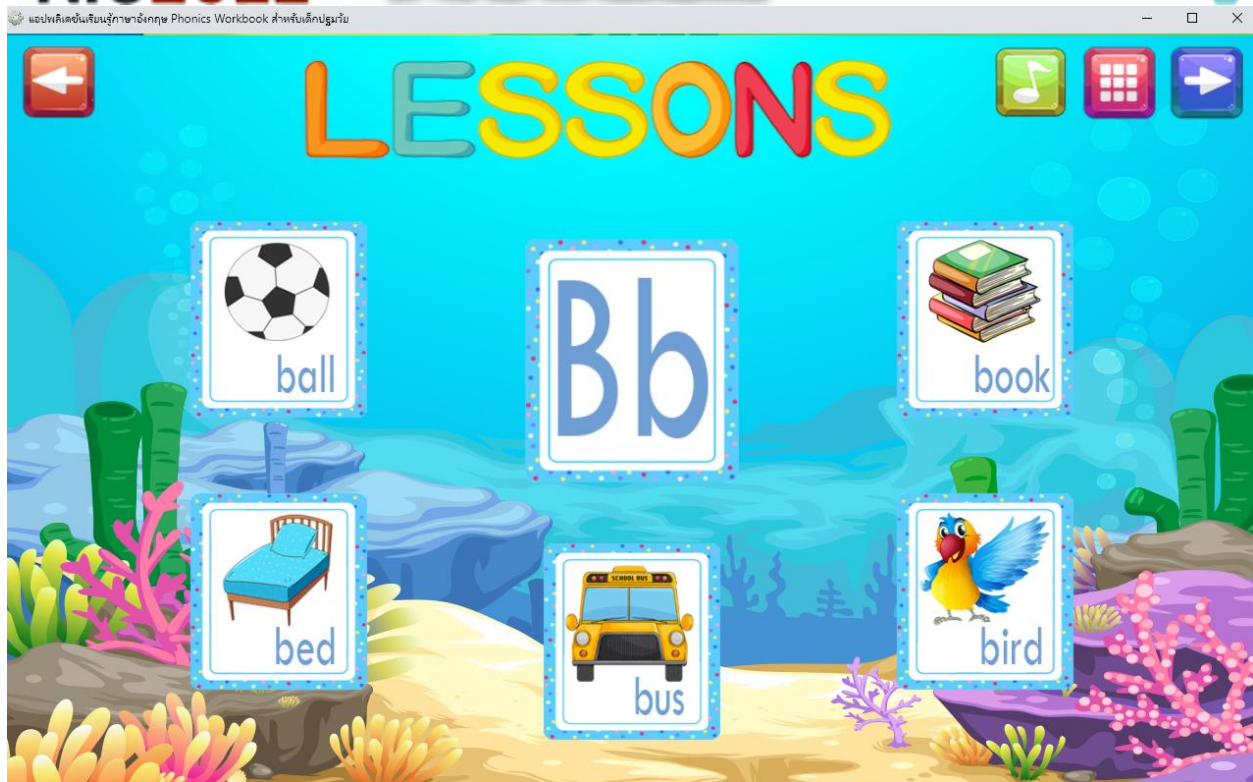 แอปพลิเคชันเรียนรู้ภาษาอังกฤษ Phonics Workbook สำหรับเด็กปฐมวัย
LESSONS
ball
Bb
book
bed
SCHOOL BUS
bus
bird